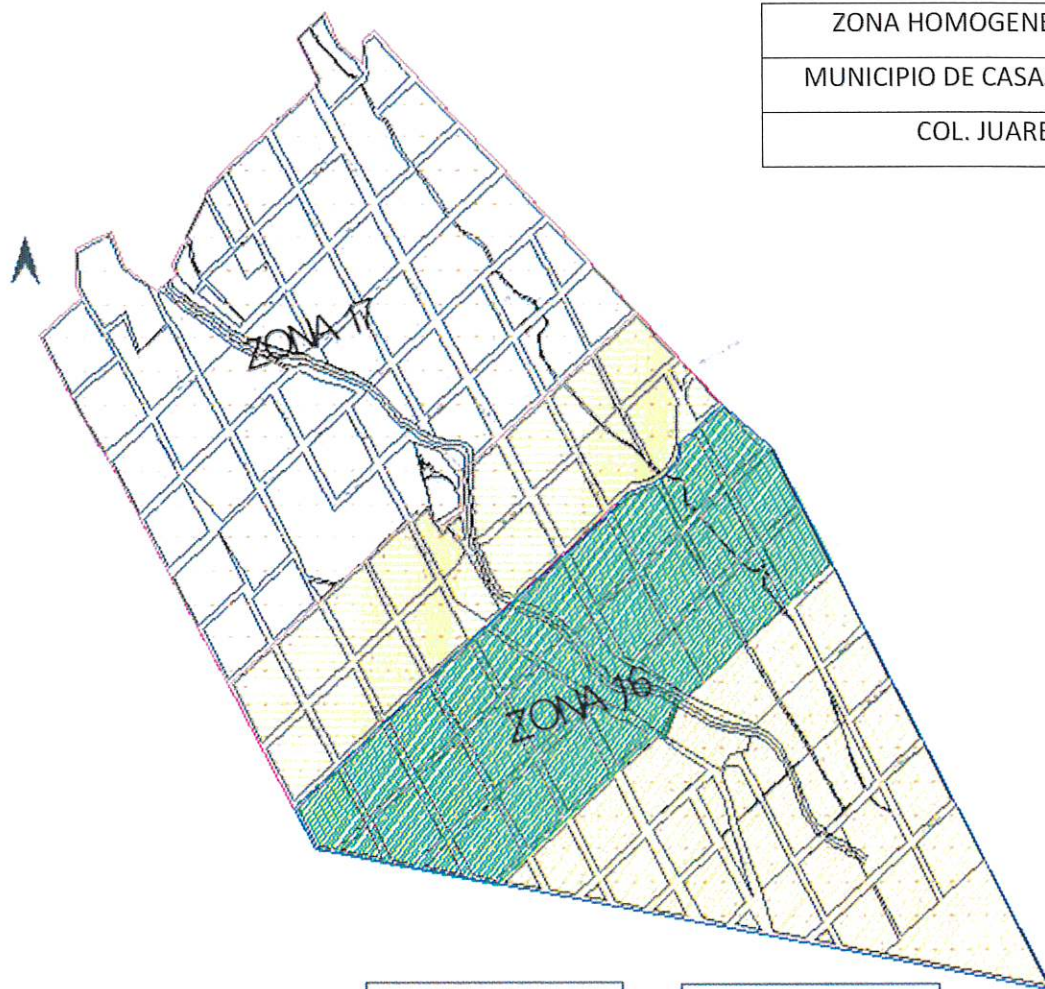 ZONA HOMOGENE
MUNICIPIO DE CASA
COL. JUARE
ZONA 17
ZONA 16